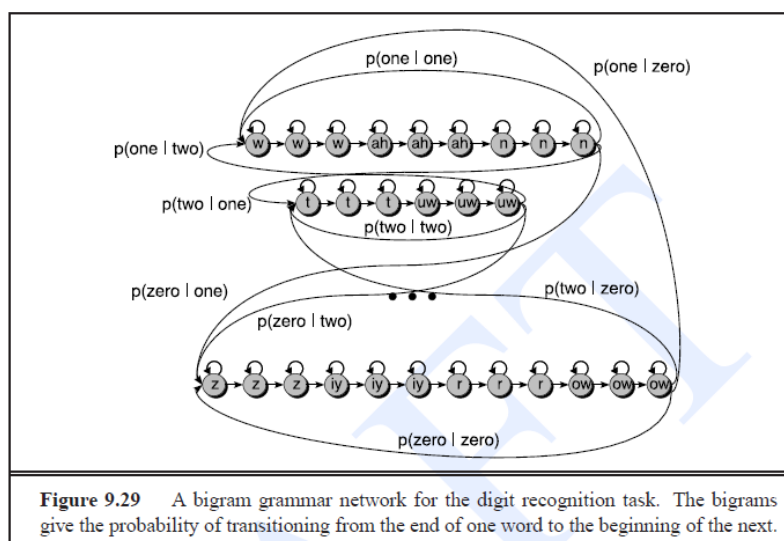 p(one | one)
p(one | zero)
w w w ah ah ah n n n
p(one | two)
t t t uw uw uw
p(two | one)
p(two | two)
p(zero | one)
p(two | zero)
p(zero | two)
z z z iy iy iy r r r ow ow ow
p(zero | zero)
Figure 9.29 A bigram grammar network for the digit recognition task. The bigrams
give the probability of transitioning from the end of one word to the beginning of the next.